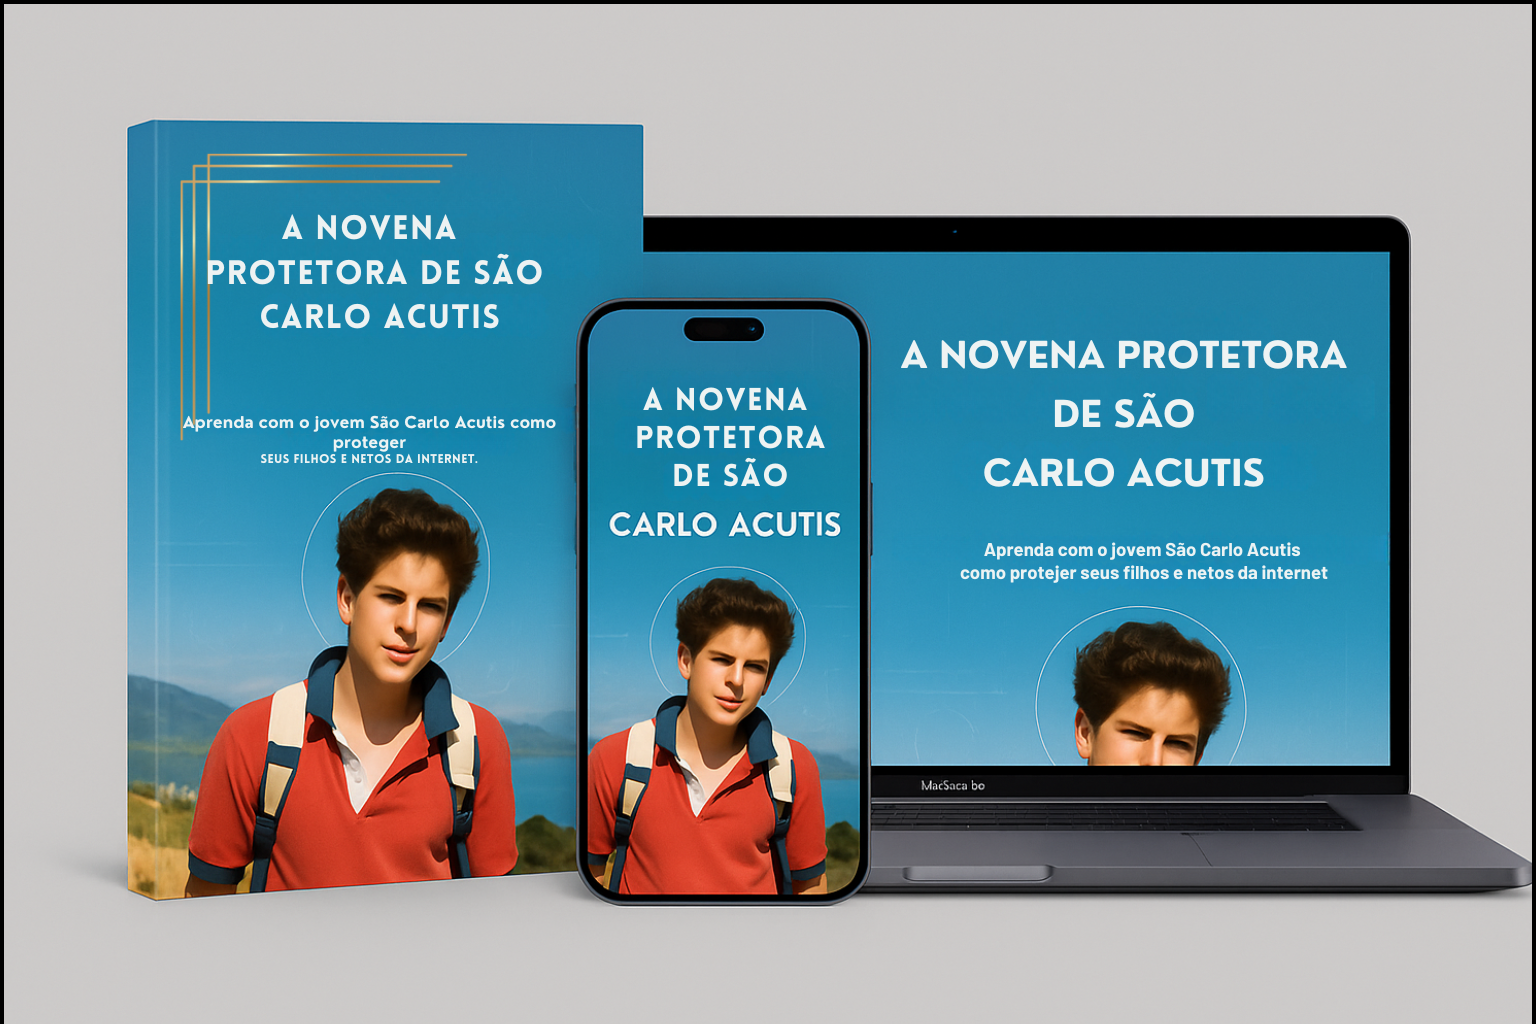 A NOVENA
PROTETORA DE SÃO
CARLO ACUTIS
Aprenda com o jovem São Carlo Acutis como
proteger
SEUS FILHOS E NETOS DA INTERNET.
A NOVENA
PROTETORA
DE SÃO
CARLO ACUTIS
A NOVENA PROTETORA
DE SÃO
CARLO ACUTIS
Aprenda com o jovem São Carlo Acutis
como protejer seus filhos e netos da internet
MacSaca bo